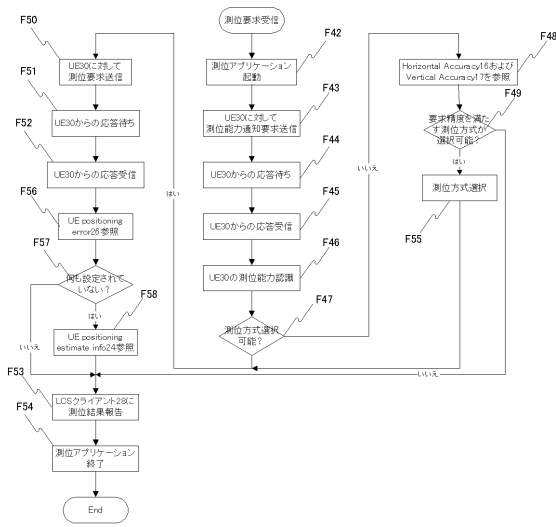 F50
UE30に対して
測位要求送信
F51
UE30からの応答待ち
F52
UE30からの応答受信
F56
UE positioning
error26参照
F57
何も設定されて
いない?
はい
いいえ
F58
UE positioning
estimate info24参照
F53
LCSクライアント28に
測位結果報告
F54
測位アプリケーション
終了
End
測位要求受信
F42
測位アプリケーション
起動
F43
UE30に対して
測位能力通知要求送信
F44
UE30からの応答待ち
F45
UE30からの応答受信
F46
UE30の測位能力認識
F47
測位方式選択
可能?
はい
いいえ
F48
Horizontal Accuracy16および
Vertical Accuracy17を参照
F49
要求精度を満た
す測位方式が
選択可能?
はい
測位方式選択
F55
いいえ